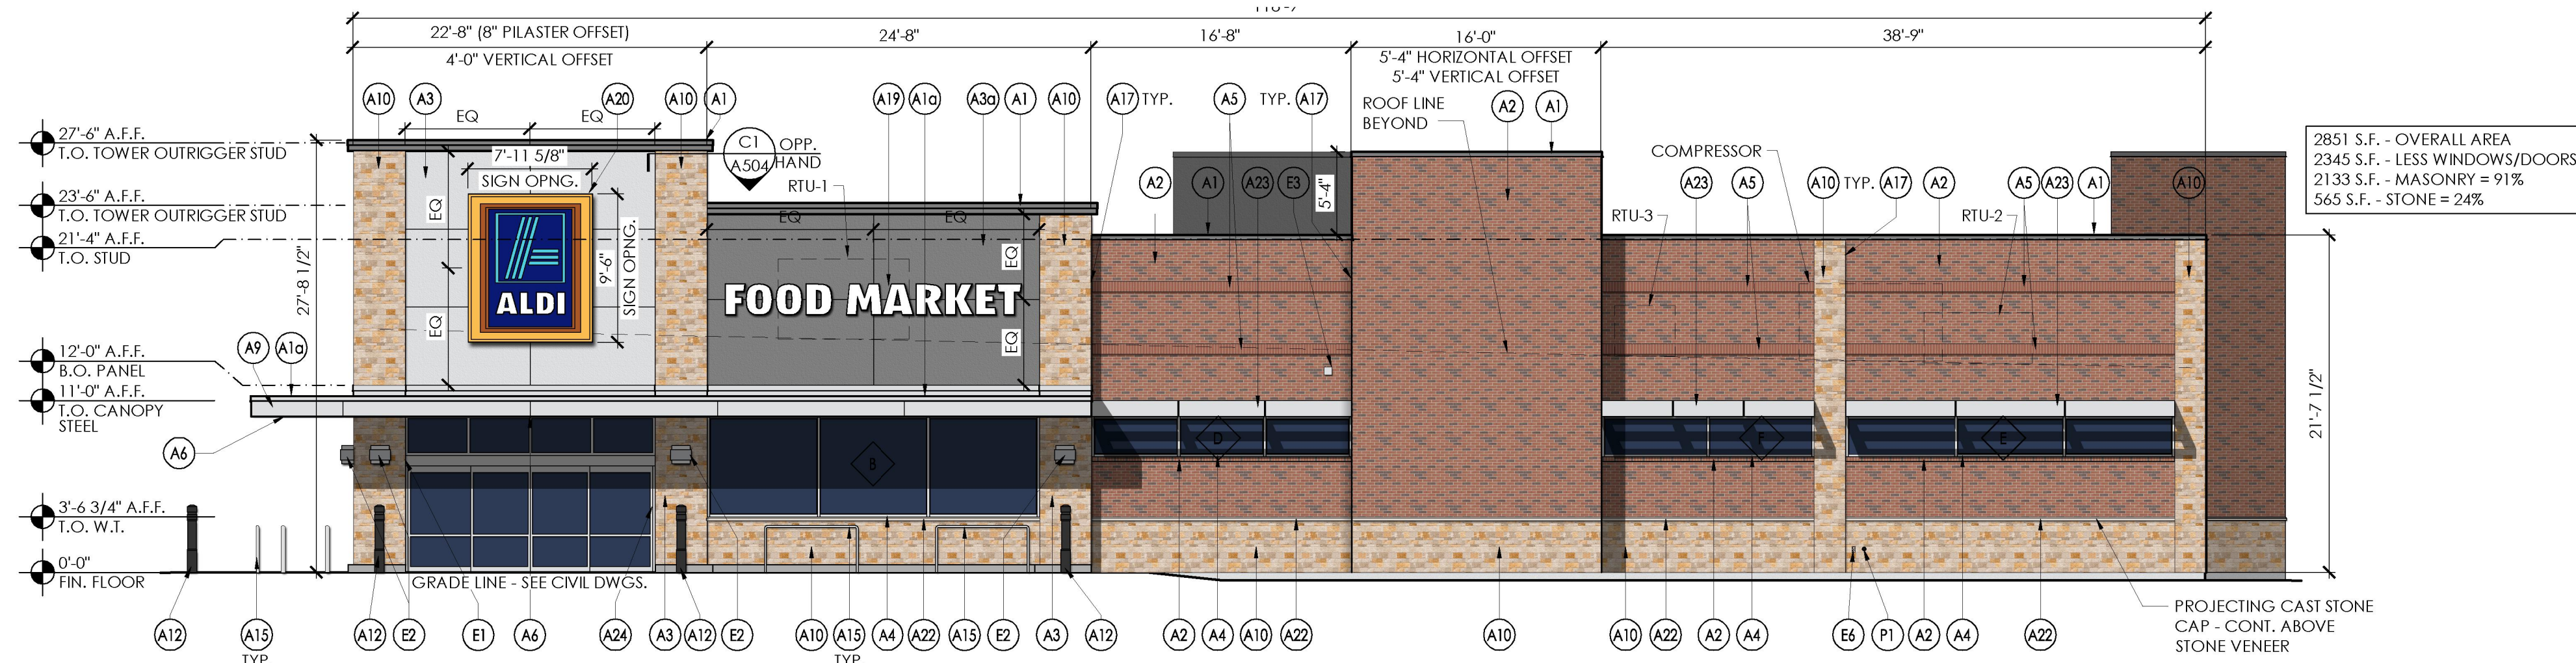 22'-8" (8" PILASTER OFFSET)
24'-8"
16'-8"
16'-0"
38'-9"
4'-0" VERTICAL OFFSET
5'-4" HORIZONTAL OFFSET
5'-4" VERTICAL OFFSET
A10
A3
EQ
EQ
A20
A10
A1
A19
A1a
A3a
A1
A10
A17 TYP.
A5
TYP. A17
ROOF LINE
BEYOND
A2
A1
27'-6" A.F.F.
T.O. TOWER OUTRIGGER STUD
23'-6" A.F.F.
T.O. TOWER OUTRIGGER STUD
21'-4" A.F.F.
T.O. STUD
27'-8 1/2"
7'-11 5/8"
SIGN OPNG.
9'-6"
SIGN OPNG.
EQ
EQ
C1
A504
OPP.
HAND
RTU-1
EQ
EQ
EQ
EQ
ALDI
FOOD MARKET
A2
A1
A23
E3
5'-4"
COMPRESSOR
RTU-3
A23
A5
A10 TYP.
A17
A2
RTU-2
A5
A23
A1
A10
2851 S.F. - OVERALL AREA
2345 S.F. - LESS WINDOWS/DOORS
2133 S.F. - MASONRY = 91%
565 S.F. - STONE = 24%
21'-7 1/2"
A9
A1a
12'-0" A.F.F.
B.O. PANEL
11'-0" A.F.F.
T.O. CANOPY
STEEL
A6
B
D
F
E
3'-6 3/4" A.F.F.
T.O. W.T.
0'-0"
FIN. FLOOR
GRADE LINE - SEE CIVIL DWGS.
A12
A15
TYP
A12
E2
E1
A6
A24
A3
A12
E2
A10
A15
TYP
A4
A22
A15
E2
A3
A12
A2
A4
A10
A22
A10
A10
A22
A2
A4
E6
P1
A2
A4
A22
PROJECTING CAST STONE
CAP - CONT. ABOVE
STONE VENEER